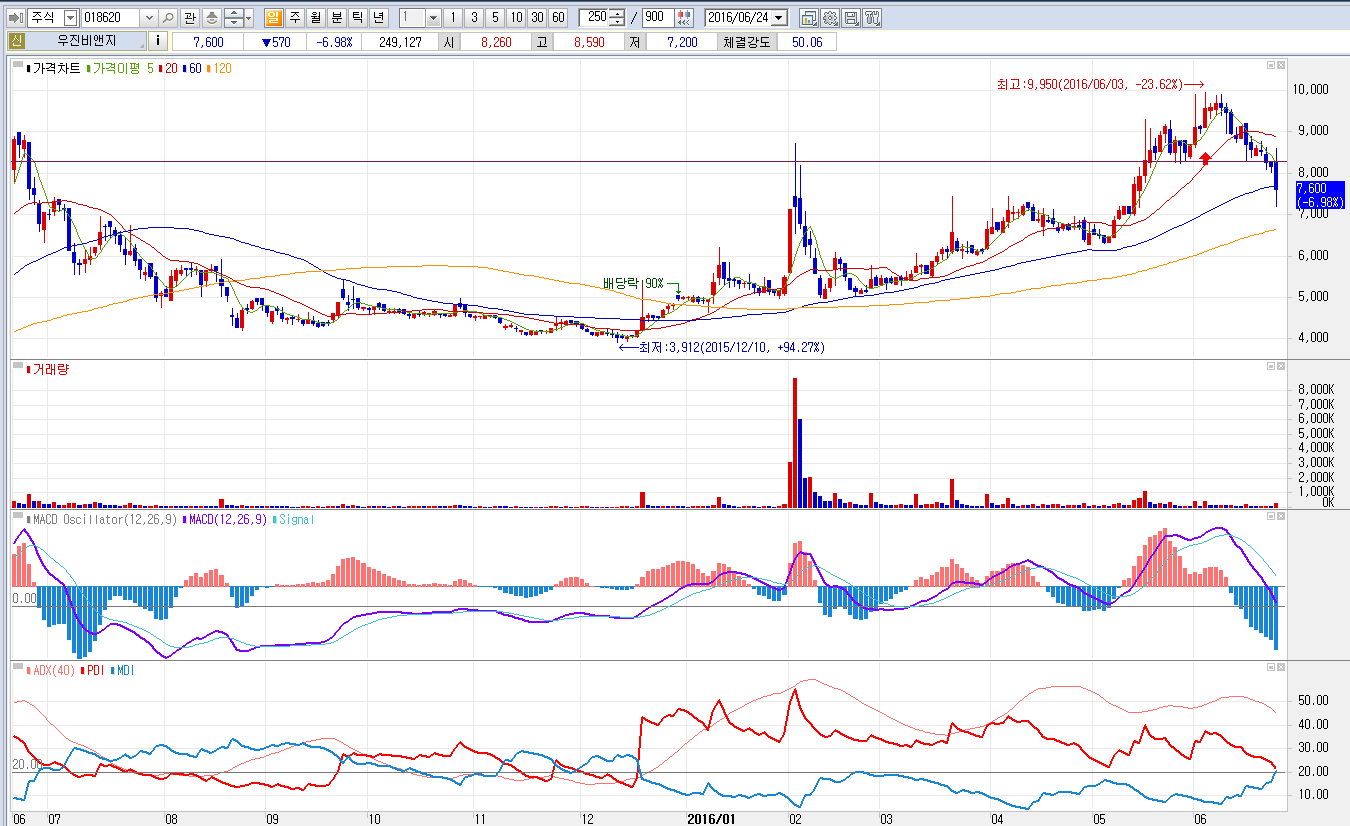 주식 018620 관 일 주 월 분 틱 년 1 1 3 5 10 30 60 250 / 900 2016/06/24
신 우진비앤지 i 7,600 ▼570 -6.98% 249,127 시 8,260 고 8,590 저 7,200 체결강도 50.06
가격차트 가격이평 5 20 60 120
최고:9,950(2016/06/03, -23.62%)
10,000
9,000
8,000
7,600
(-6.98%)
7,000
6,000
배당락 90%
5,000
4,000
최저:3,912(2015/12/10, +94.27%)
거래량
8,000K
7,000K
6,000K
5,000K
4,000K
3,000K
2,000K
1,000K
0K
MACD Oscillator(12,26,9) MACD(12,26,9) Signal
0.00
ADX(40) PDI MDI
50.00
40.00
30.00
20.00 20.00
10.00
06 07 08 09 10 11 12 2016/01 02 03 04 05 06